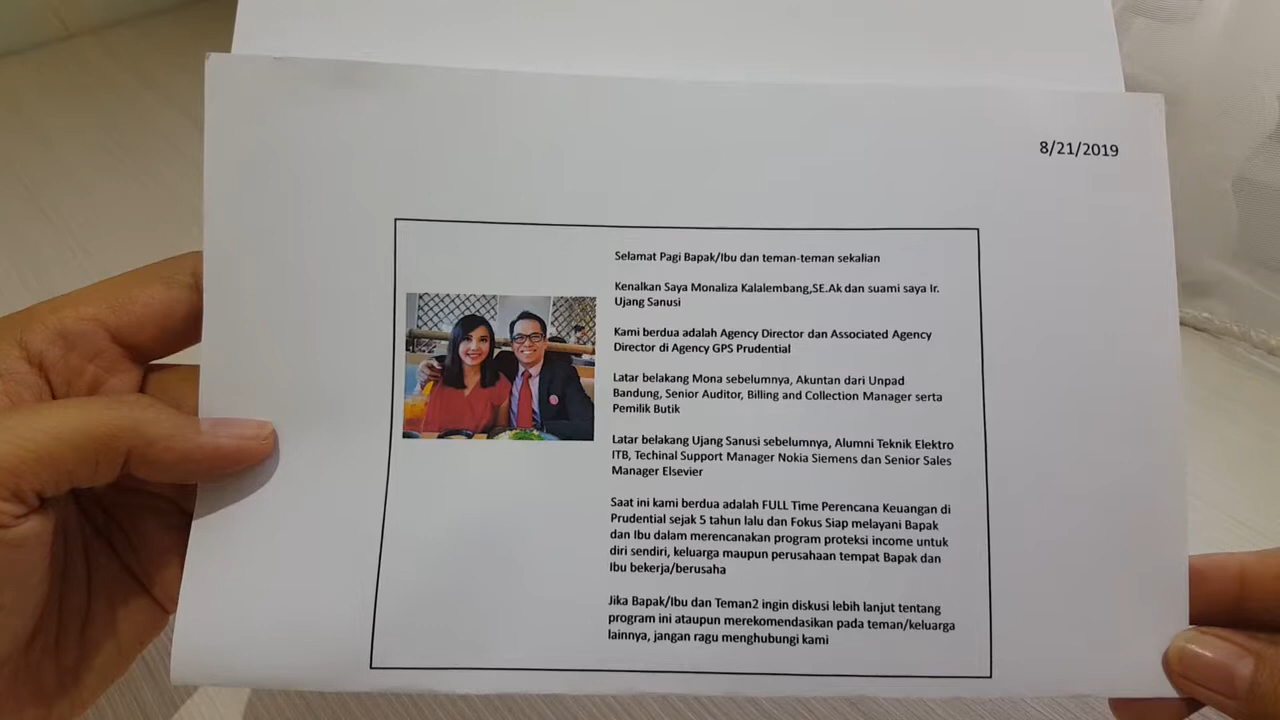 8/21/2019
Selamat Pagi Bapak/Ibu dan teman-teman sekalian
Kenalkan Saya Monaliza Kalalembang,SE.Ak dan suami saya Ir.
Ujang Sanusi
Kami berdua adalah Agency Director dan Associated Agency
Director di Agency GPS Prudential
Latar belakang Mona sebelumnya, Akuntan dari Unpad
Bandung, Senior Auditor, Billing and Collection Manager serta
Pemilik Butik
Latar belakang Ujang Sanusi sebelumnya, Alumni Teknik Elektro
ITB, Techinal Support Manager Nokia Siemens dan Senior Sales
Manager Elsevier
Saat ini kami berdua adalah FULL Time Perencana Keuangan di
Prudential sejak 5 tahun lalu dan Fokus Siap melayani Bapak
dan Ibu dalam merencanakan program proteksi income untuk
diri sendiri, keluarga maupun perusahaan tempat Bapak dan
Ibu bekerja/berusaha
Jika Bapak/Ibu dan Teman2 ingin diskusi lebih lanjut tentang
program ini ataupun merekomendasikan pada teman/keluarga
lainnya, jangan ragu menghubungi kami